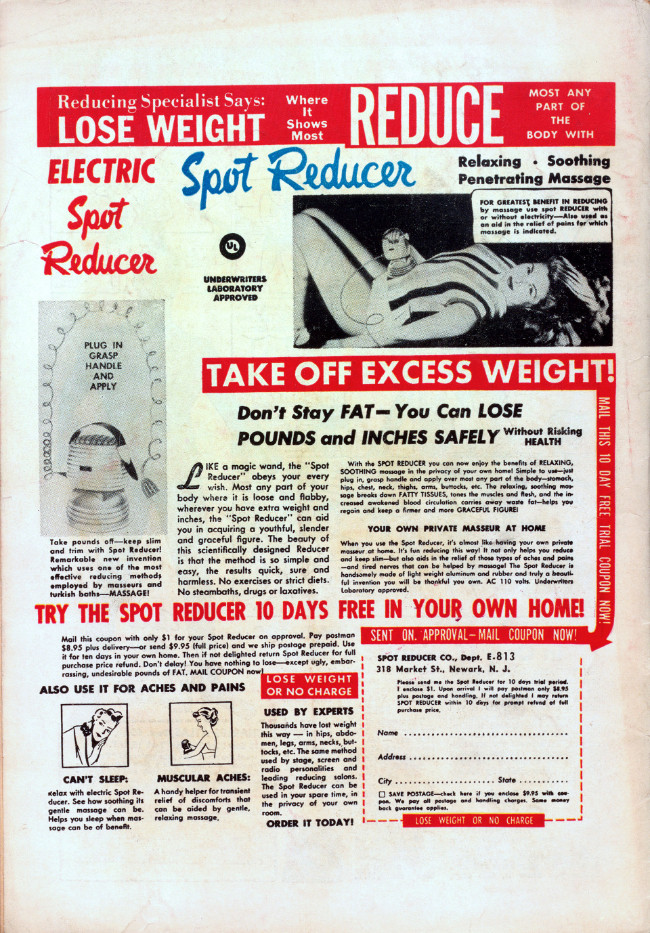 Reducing Specialist Says:
LOSE WEIGHT
Where
It
Shows
Most
REDUCE
MOST ANY
PART OF
THE
BODY WITH
ELECTRIC
Spot
Reducer
Spot Reducer
Relaxing • Soothing
Penetrating Massage
FOR GREATEST BENEFIT IN REDUCING
by massage use spot REDUCER with
or without electricity—Also used as
an aid in the relief of pains for which
massage is indicated.
UL
UNDERWRITERS
LABORATORY
APPROVED
PLUG IN
GRASP
HANDLE
AND
APPLY
Take pounds off—keep slim
and trim with Spot Reducer!
Remarkable new invention
which uses one of the most
effective reducing methods
employed by masseurs and
turkish baths—MASSAGE!
TAKE OFF EXCESS WEIGHT!
Don't Stay FAT—You Can LOSE
POUNDS and INCHES SAFELY Without Risking
HEALTH
LIKE a magic wand, the "Spot
Reducer" obeys your every
wish. Most any part of your
body where it is loose and flabby,
wherever you have extra weight and
inches, the "Spot Reducer" can aid
you in acquiring a youthful, slender
and graceful figure. The beauty of
this scientifically designed Reducer
is that the method is so simple and
easy, the results quick, sure and
harmless. No exercises or strict diets.
No steambaths, drugs or laxatives.
With the SPOT REDUCER you can now enjoy the benefits of RELAXING,
SOOTHING massage in the privacy of your own home! Simple to use—just
plug in, grasp handle and apply over most any part of the body—stomach,
hips, chest, neck, thighs, arms, buttocks, etc. The relaxing, soothing mas-
sage breaks down FATTY TISSUES, tones the muscles and flesh, and the in-
creased awakened blood circulation carries away waste fat—helps you
regain and keep a firmer and more GRACEFUL FIGURE!
YOUR OWN PRIVATE MASSEUR AT HOME
When you use the Spot Reducer, it's almost like having your own private
masseur at home. It's fun reducing this way! It not only helps you reduce
and keep slim—but also aids in the relief of those types of aches and pains
—and tired nerves that can be helped by massage! The Spot Reducer is
handsomely made of light weight aluminum and rubber and truly a beauti-
ful invention you will be thankful you own. AC 110 volts. Underwriters
Laboratory approved.
MAIL THIS 10 DAY FREE TRIAL COUPON NOW!
TRY THE SPOT REDUCER 10 DAYS FREE IN YOUR OWN HOME!
Mail this coupon with only $1 for your Spot Reducer on approval. Pay postman
$8.95 plus delivery—or send $9.95 (full price) and we ship postage prepaid. Use
it for ten days in your own home. Then if not delighted return Spot Reducer for full
purchase price refund. Don't delay! You have nothing to lose—except ugly, embar-
rassing, undesirable pounds of FAT. MAIL COUPON now!
ALSO USE IT FOR ACHES AND PAINS
CAN'T SLEEP:
Relax with electric Spot Re-
ducer. See how soothing its
gentle massage can be.
Helps you sleep when mas-
sage can be of benefit.
MUSCULAR ACHES:
A handy helper for transient
relief of discomforts that
can be aided by gentle,
relaxing massage.
LOSE WEIGHT
OR NO CHARGE
USED BY EXPERTS
Thousands have lost weight
this way — in hips, abdo-
men, legs, arms, necks, but-
tocks, etc. The same method
used by stage, screen and
radio personalities and
leading reducing salons.
The Spot Reducer can be
used in your spare time, in
the privacy of your own
room.
ORDER IT TODAY!
SENT ON APPROVAL—MAIL COUPON NOW!
SPOT REDUCER CO., Dept. E-813
318 Market St., Newark, N. J.
Please send me the Spot Reducer for 10 days trial period.
I enclose $1. Upon arrival I will pay postman only $8.95
plus postage and handling. If not delighted I may return
SPOT REDUCER within 10 days for prompt refund of full
purchase price.
Name
Address
City State
SAVE POSTAGE—check here if you enclose $9.95 with cou-
pon. We pay all postage and handling charges. Same money
back guarantee applies.
LOSE WEIGHT OR NO CHARGE